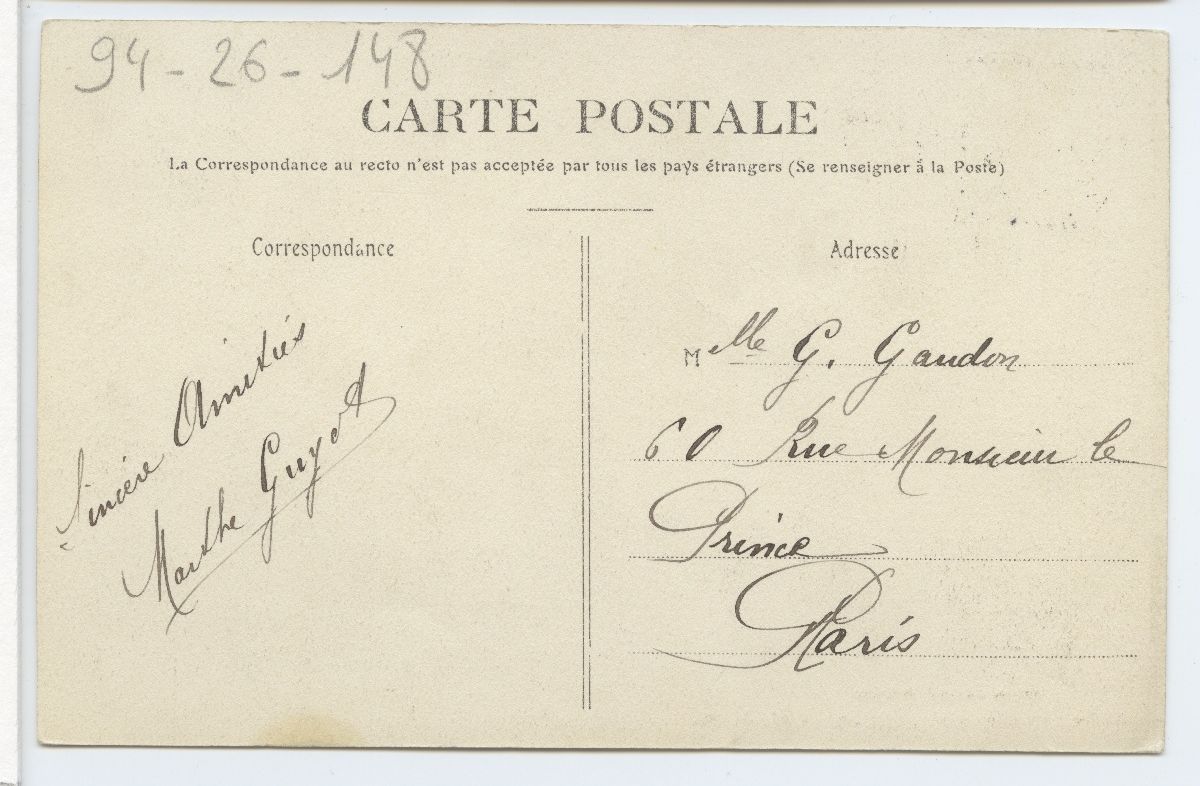 94-26-148
CARTE POSTALE
La Correspondance au recto n'est pas acceptée par tous les pays étrangers (Se renseigner à la Poste)
Correspondance
Sincère Amitiés
Marthe Guyot
Adresse
Melle G. Gaudon
60 Rue Monsieur le
Prince
Paris